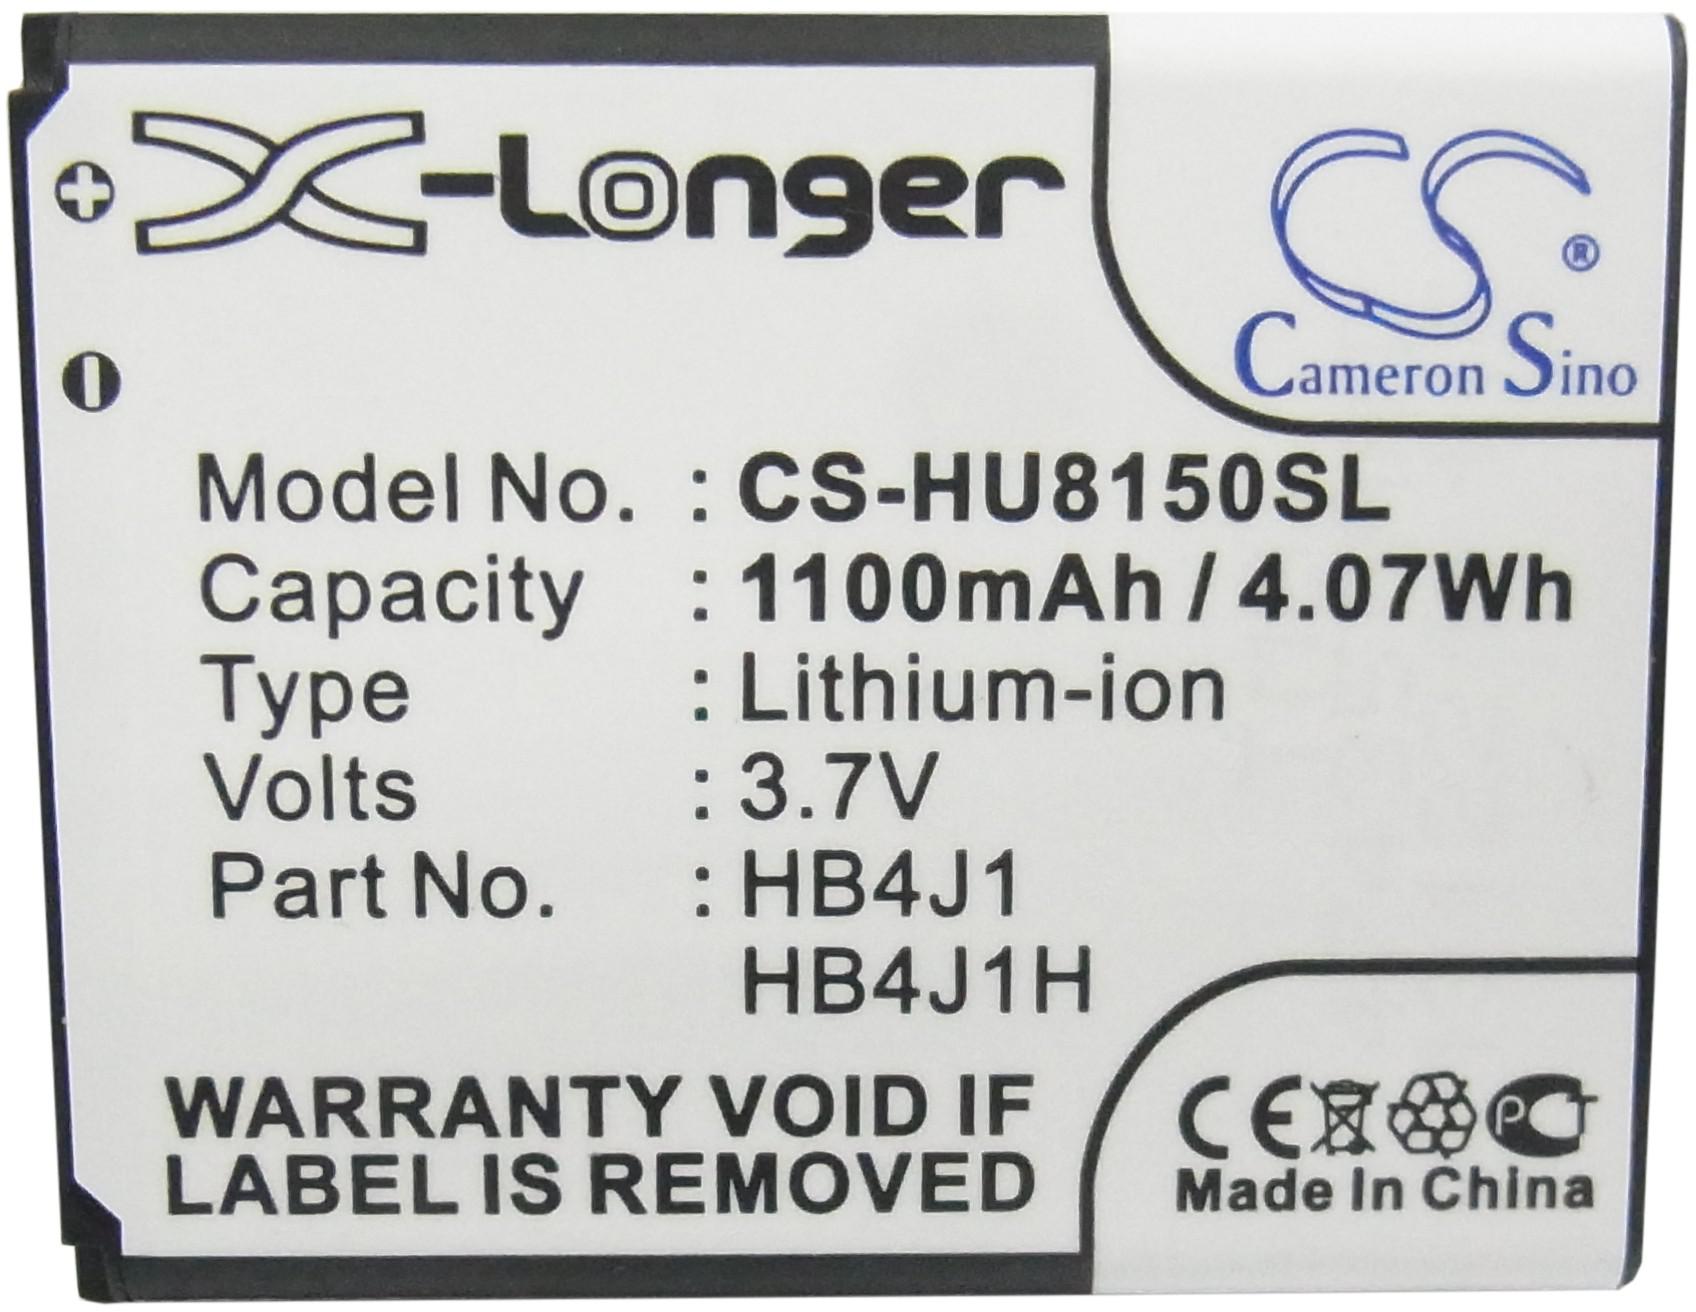 X-Longer
CS ®
Cameron Sino
Model No. : CS-HU8150SL
Capacity : 1100mAh / 4.07Wh
Type : Lithium-ion
Volts : 3.7V
Part No. : HB4J1
HB4J1H
WARRANTY VOID IF
LABEL IS REMOVED
CE PCT
Made In China